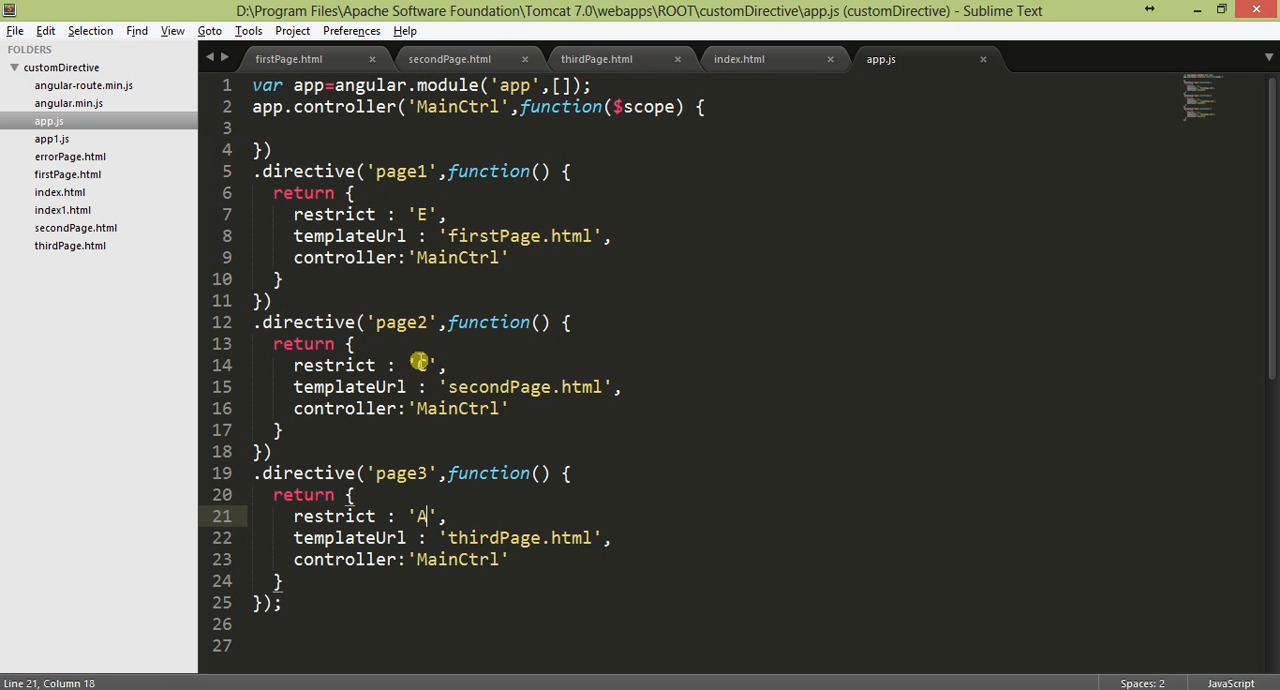 D:\Program Files\Apache Software Foundation\Tomcat 7.0\webapps\ROOT\customDirective\app.js (customDirective) - Sublime Text
File Edit Selection Find View Goto Tools Project Preferences Help
FOLDERS
customDirective
angular-route.min.js
angular.min.js
app.js
app1.js
errorPage.html
firstPage.html
index.html
index1.html
secondPage.html
thirdPage.html
firstPage.html secondPage.html thirdPage.html index.html app.js
1 var app=angular.module('app',[]);
2 app.controller('MainCtrl',function($scope) {
3
4 })
5 .directive('page1',function() {
6 return {
7 restrict : 'E',
8 templateUrl : 'firstPage.html',
9 controller:'MainCtrl'
10 }
11 })
12 .directive('page2',function() {
13 return {
14 restrict : ',
15 templateUrl : 'secondPage.html',
16 controller:'MainCtrl'
17 }
18 })
19 .directive('page3',function() {
20 return {
21 restrict : 'A',
22 templateUrl : 'thirdPage.html',
23 controller:'MainCtrl'
24 }
25 });
26
27
Line 21, Column 18 Spaces: 2 JavaScript